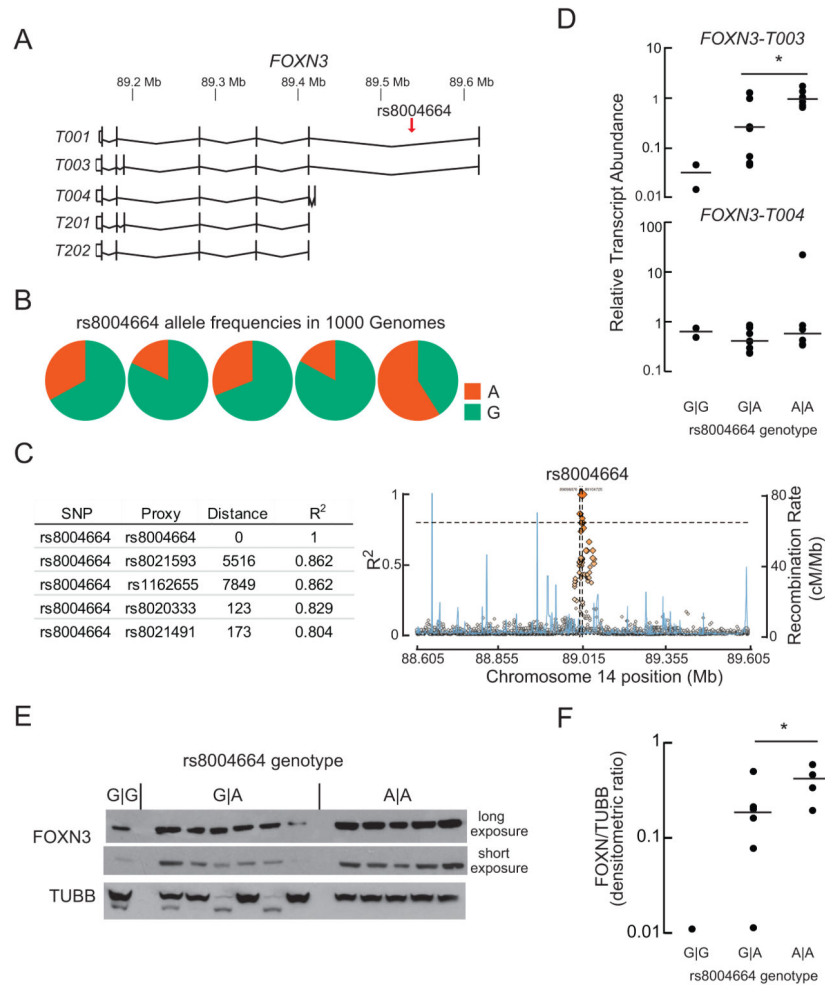 A
FOXN3
89.2 Mb 89.3 Mb 89.4 Mb 89.5 Mb 89.6 Mb
rs8004664
T001
T003
T004
T201
T202
B
rs8004664 allele frequencies in 1000 Genomes
A
G
C
SNP Proxy Distance R2
rs8004664 rs8004664 0 1
rs8004664 rs8021593 5516 0.862
rs8004664 rs1162655 7849 0.862
rs8004664 rs8020333 123 0.829
rs8004664 rs8021491 173 0.804
rs8004664
1
0.5
0
R2
80
40
0
Recombination Rate
(cM/Mb)
88.605 88.855 89.015 89.355 89.605
Chromosome 14 position (Mb)
D
FOXN3-T003
*
10
1
0.1
0.01
FOXN3-T004
100
10
1
0.1
Relative Transcript Abundance
G|G G|A A|A
rs8004664 genotype
E
rs8004664 genotype
G|G G|A A|A
FOXN3
long
exposure
short
exposure
TUBB
F
*
1
0.1
0.01
FOXN/TUBB
(densitometric ratio)
G|G G|A A|A
rs8004664 genotype